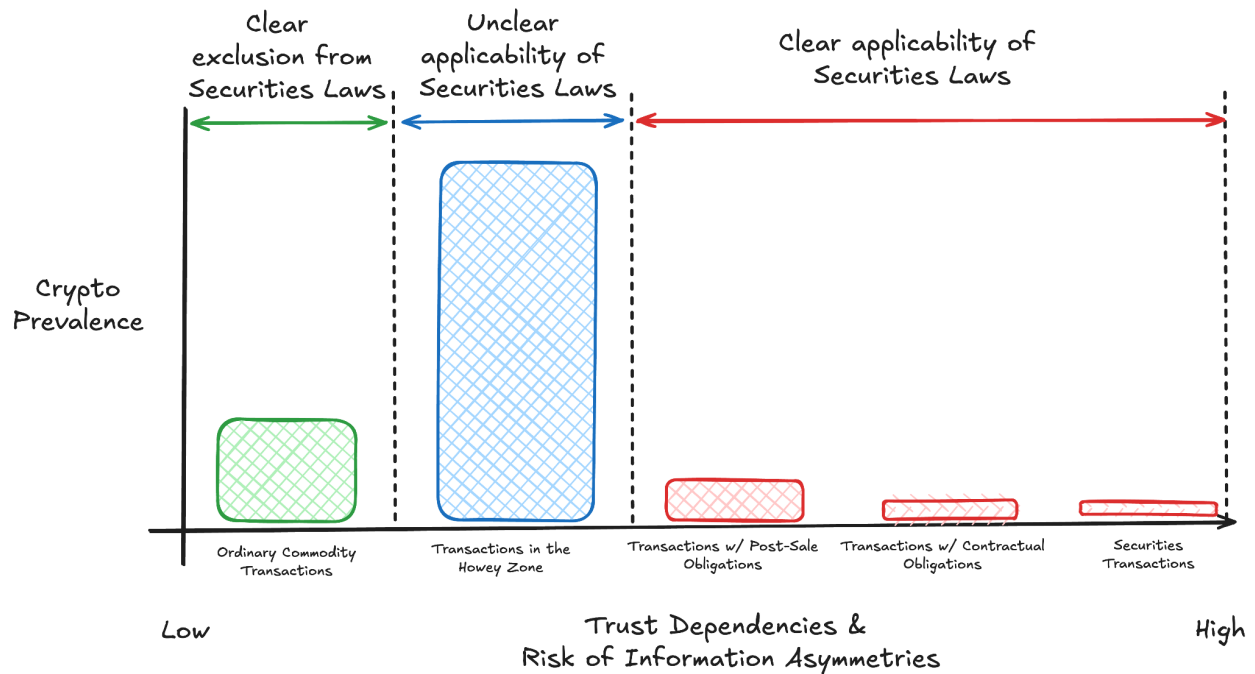 Clear
exclusion from
Securities Laws
Unclear
applicability of
Securities Laws
Clear applicability of
Securities Laws
Crypto
Prevalence
Ordinary Commodity
Transactions
Transactions in the
Howey Zone
Transactions w/ Post-Sale
Obligations
Transactions w/ Contractual
Obligations
Securities
Transactions
Low
Trust Dependencies &
Risk of Information Asymmetries
High